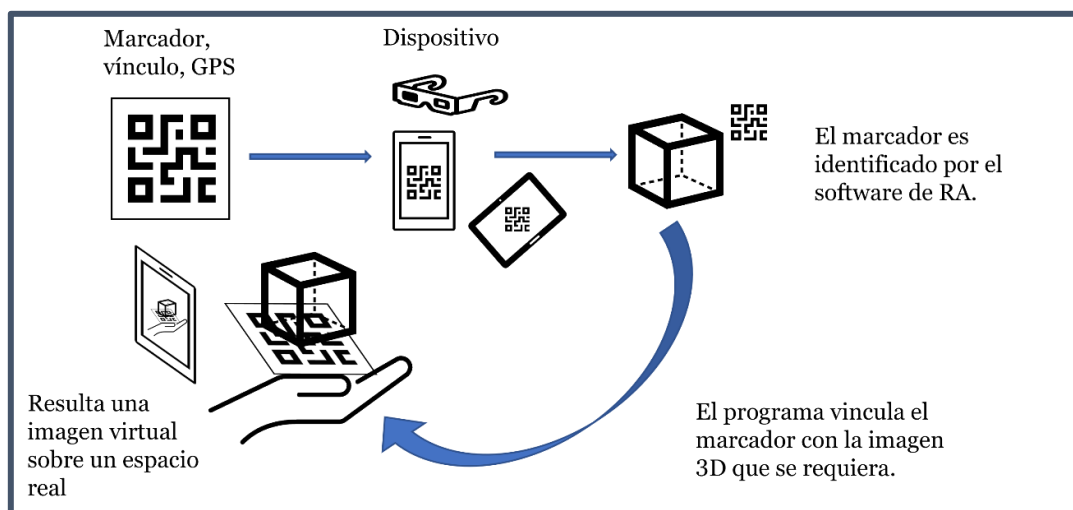 Marcador,
vínculo, GPS
Dispositivo
El marcador es
identificado por el
software de RA.
El programa vincula el
marcador con la imagen
3D que se requiera.
Resulta una
imagen virtual
sobre un espacio
real